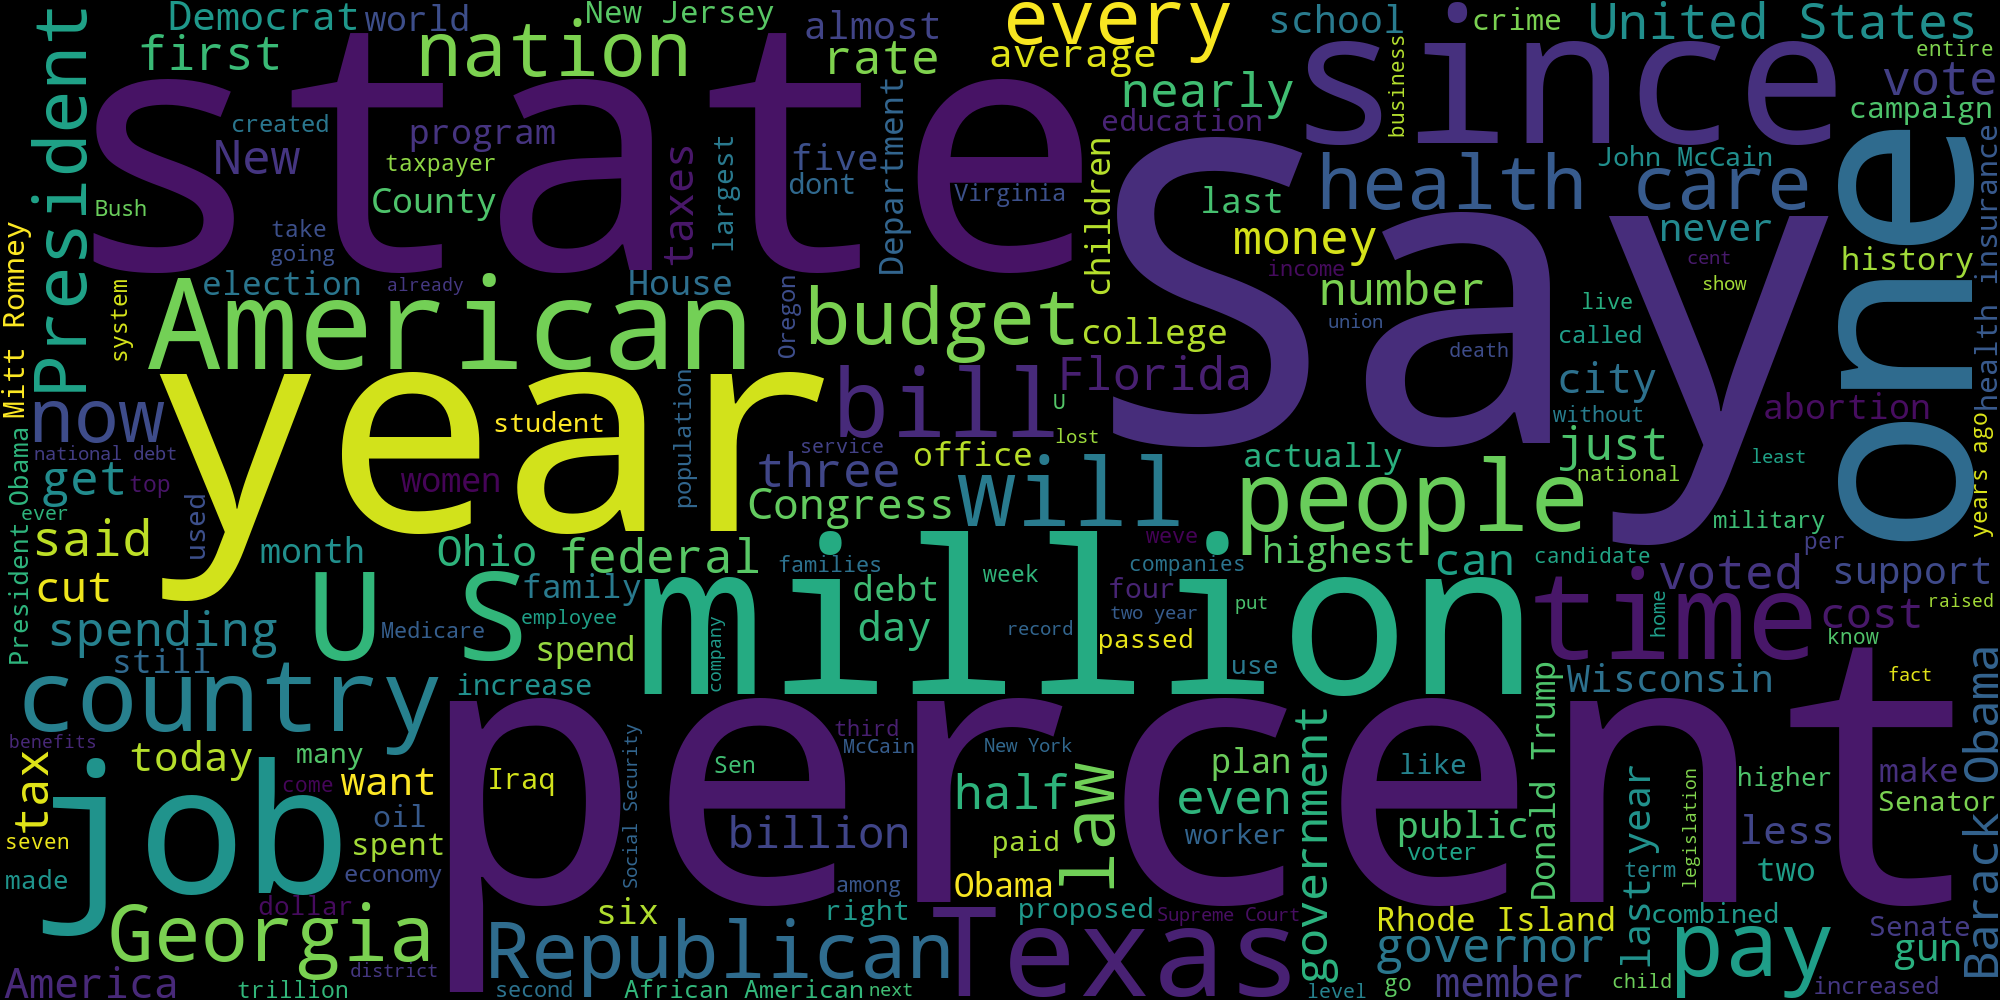 Democrat
world
New Jersey
almost
every
school
crime
United States
first
nation
rate
average
since
business
entire
President
state
nearly
vote
campaign
created
program
Department
education
health care
John McCain
one
health insurance
New
taxpayer
taxes
largest
five
dont
Virginia
children
last
Say
never
Bush
County
money
history
Mitt Romney
take
going
income
cent
system
election
already
House
Oregon
number
show
American
budget
college
union
live
called
death
now
year
population
bill
Florida
U
city
without
abortion
student
service
lost
just
least
years ago
national debt
women
three
office
actually
national
President Obama
get
top
used
Congress
will
people
military
ever
said
month
Ohio
federal
weve
highest
can
candidate
per
cut
U S
family
families
million
debt
week
four
companies
time
voted
support
spending
Medicare
employee
day
record
two year
put
home
cost
raised
still
spend
company
passed
know
country
increase
use
Wisconsin
fact
Barack Obama
benefits
tax
today
many
Iraq
Social Security
third
McCain
Sen
New York
law
plan
government
like
Donald Trump
last year
legislation
higher
make
job
come
want
percent
half
even
Senator
seven
oil
billion
paid
worker
public
less
made
spent
economy
among
Obama
voter
term
two
dollar
six
right
proposed
Supreme Court
Rhode Island
combined
Senate
Georgia
Republican
Texas
governor
pay
gun
America
district
trillion
second
African American
next
level
go
member
child
increased